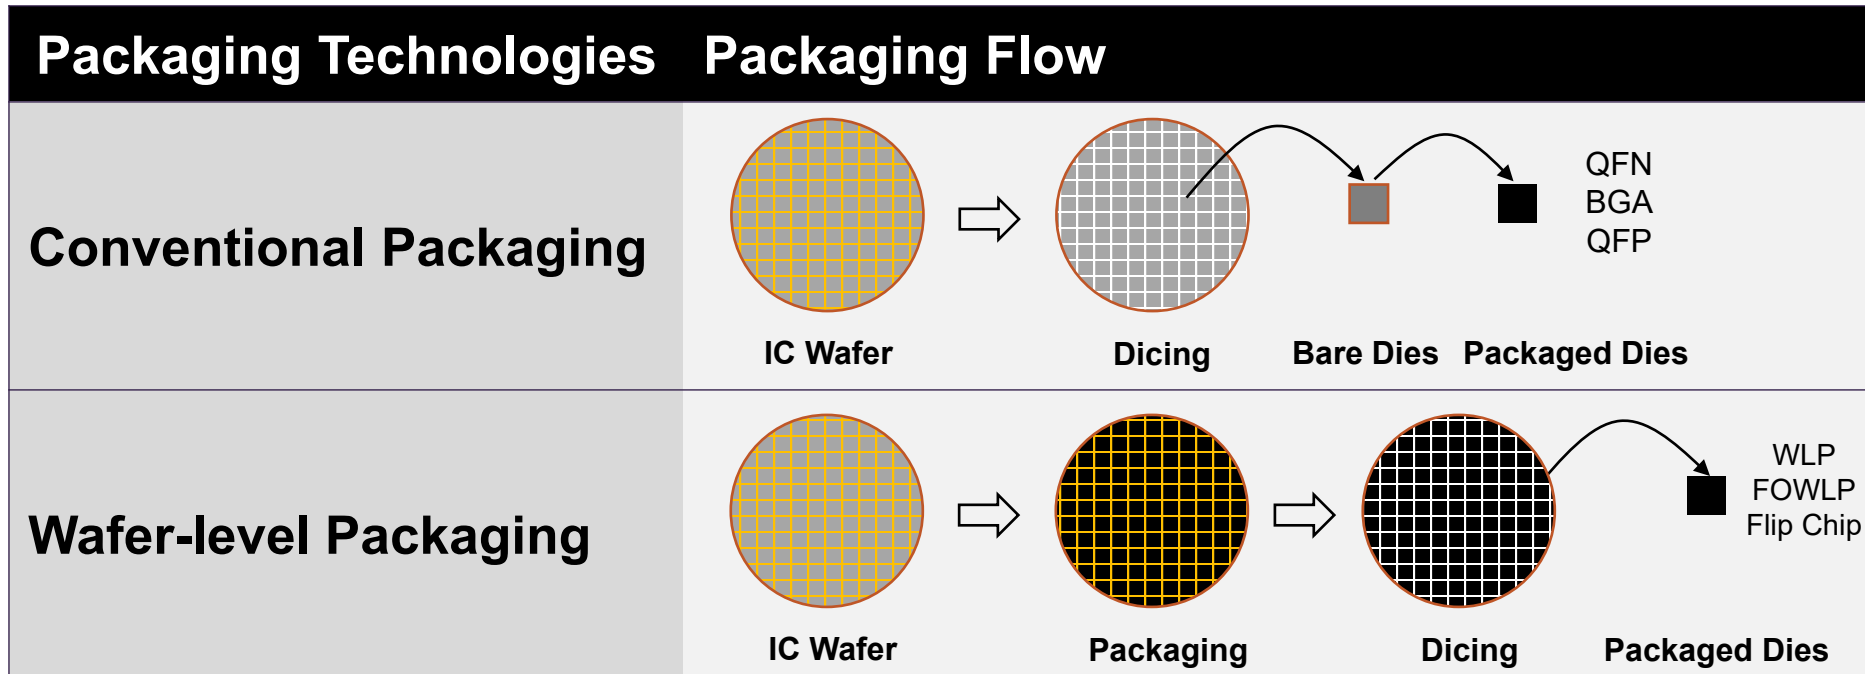 Packaging Technologies
Packaging Flow
Conventional Packaging
QFN
BGA
QFP
IC Wafer
Dicing
Bare Dies
Packaged Dies
Wafer-level Packaging
WLP
FOWLP
Flip Chip
IC Wafer
Packaging
Dicing
Packaged Dies